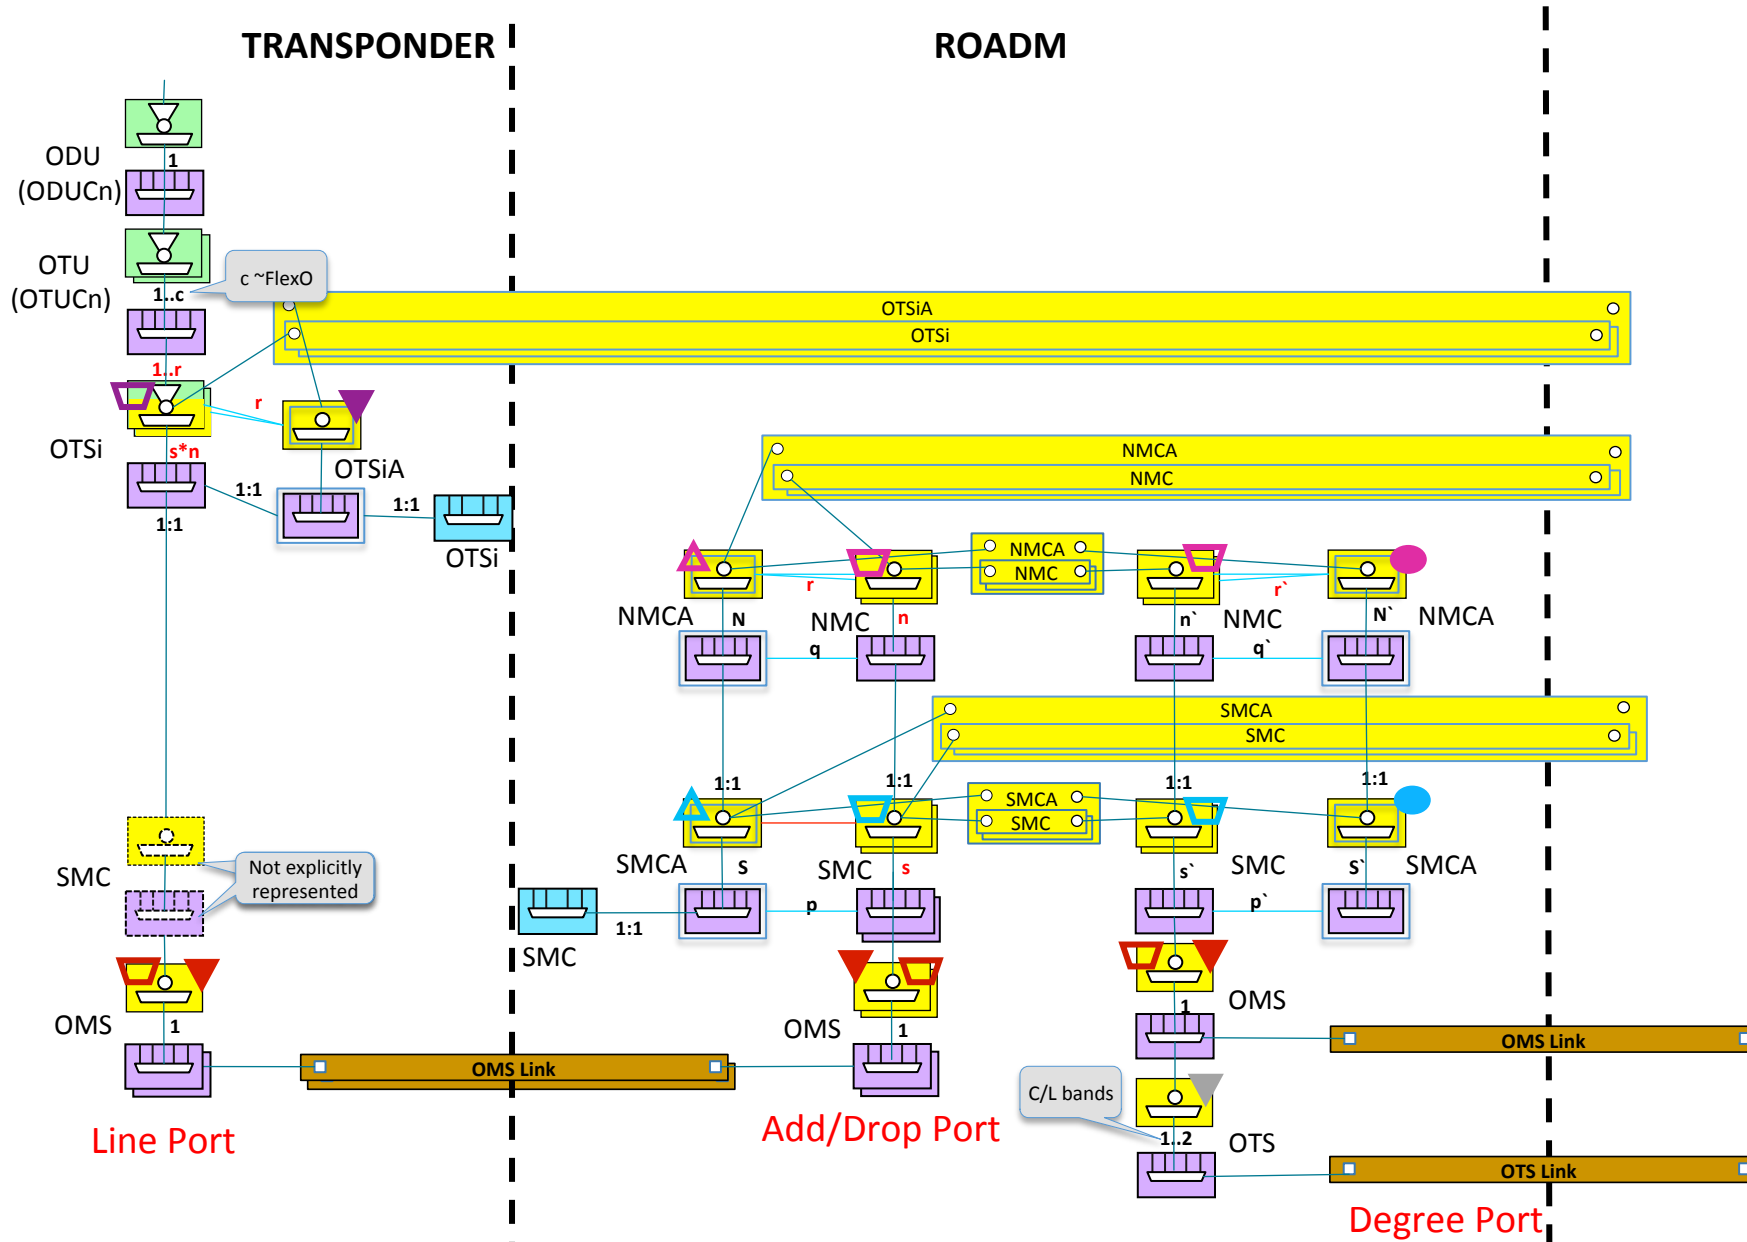 TRANSPONDER
ROADM
ODU
(ODUCn)
1
OTU
(OTUCn)
1..c
c ~FlexO
OTSiA
OTSi
1..r
r
OTSi
s*n
OTSiA
1:1
1:1
1:1
OTSi
NMCA
NMC
NMCA
NMC
r
r`
NMCA
N
NMC
n
n`
NMC
N`
NMCA
q
q`
SMCA
SMC
1:1
1:1
1:1
1:1
SMCA
SMC
SMCA
S
SMC
s
s`
SMC
S`
SMCA
SMC
Not explicitly
represented
p
p`
1:1
SMC
OMS
1
OMS
1
OMS
1
OMS Link
OMS Link
C/L bands
1..2
OTS
OTS Link
Line Port
Add/Drop Port
Degree Port